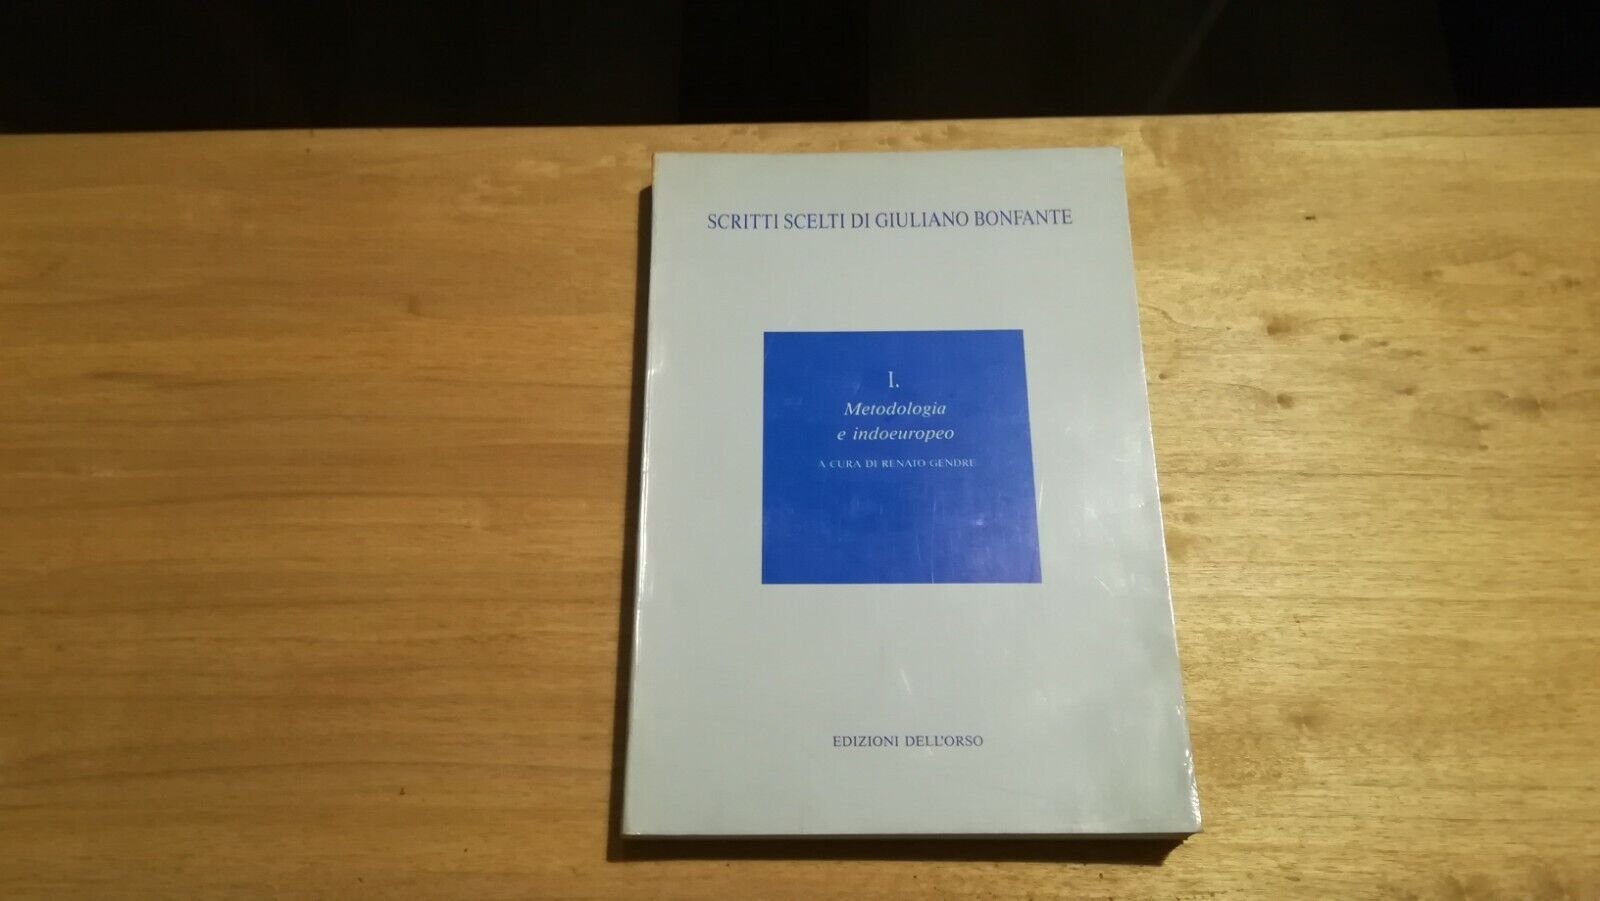 SCRITTI SCELTI DI GIULIANO BONFANTE
I.
Metodologia
e indoeuropeo
A CURA DI RENATO GENDRE
EDIZIONI DELL'ORSO